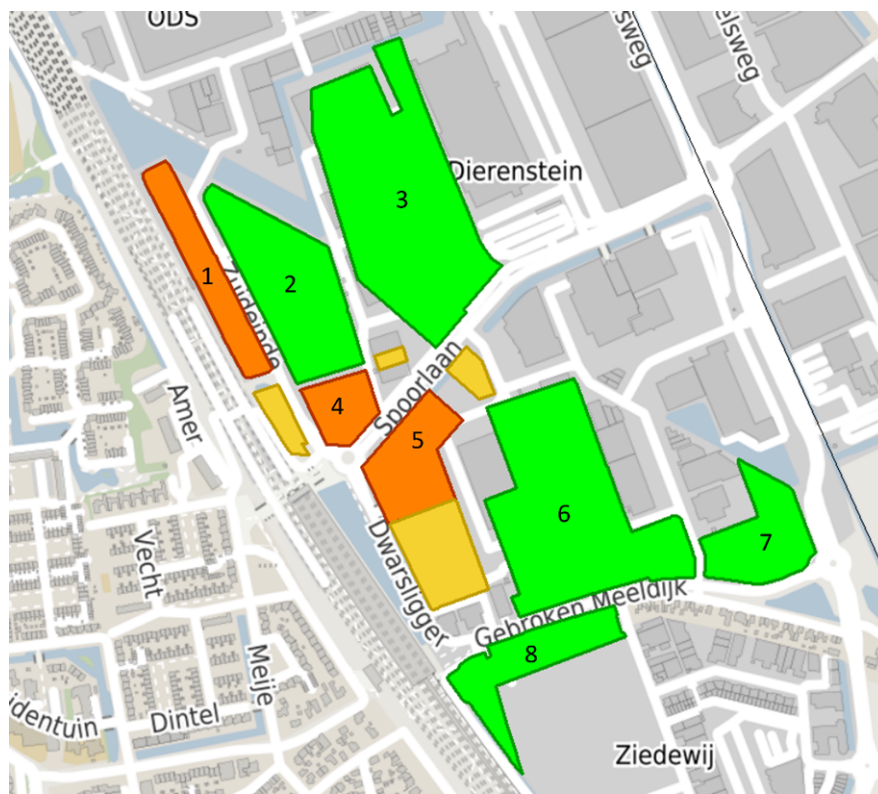 ODS
elsweg
sweg
Dierenstein
3
1
Zuideinde
2
Spoorlaan
4
Amer
5
6
Vecht
Dwarsligger
7
Gebroken Meeldijk
8
Meije
identuin
Dintel
Ziedewij